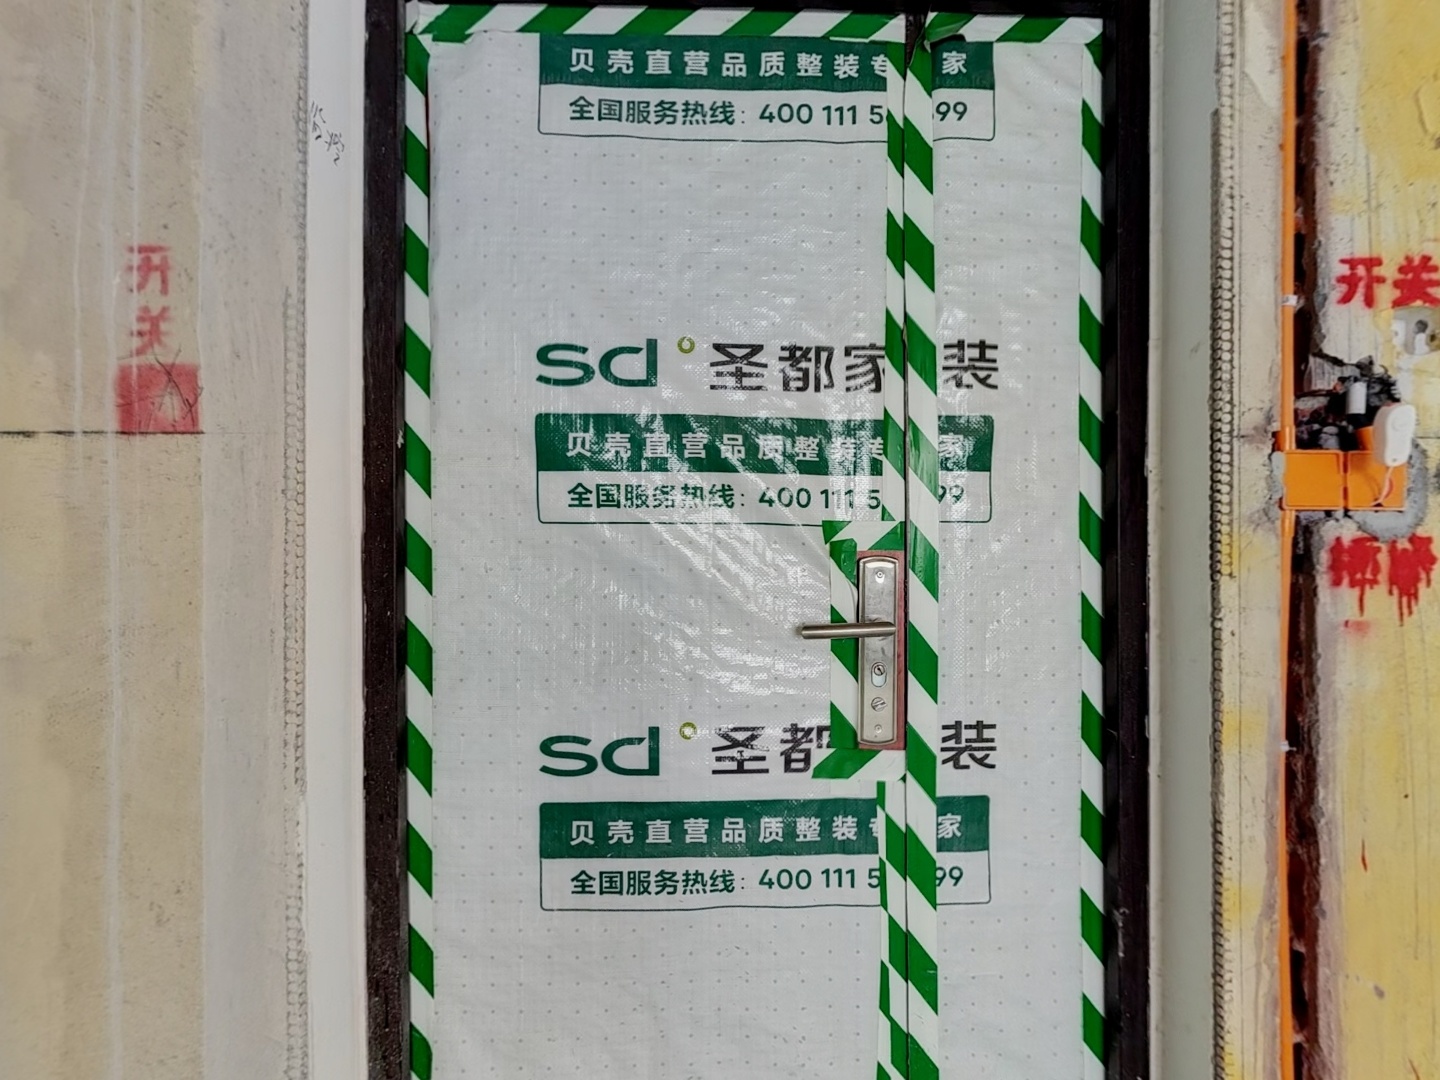 贝壳直营品质整装专家
全国服务热线：400 111 5 99
开关
开关
sd 圣都家装
贝壳直营品质整装专家
全国服务热线：400 111 5 99
sd 圣都 装
贝壳直营品质整装专家
全国服务热线：400 111 5 99